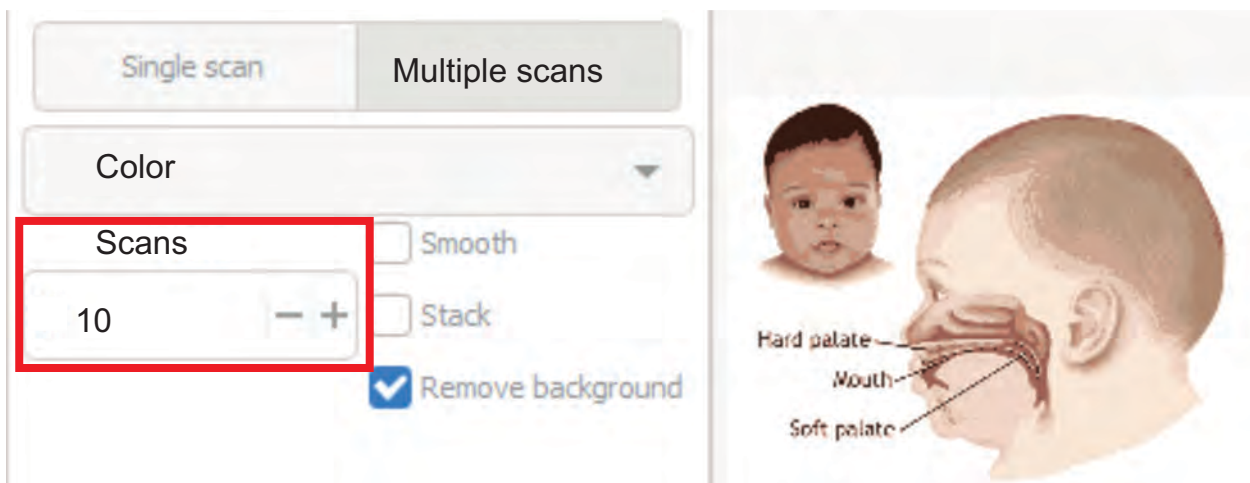 Single scan
Multiple scans
Color
Scans
Smooth
10
Stack
Remove background
Hard palate
Mouth
Soft palate